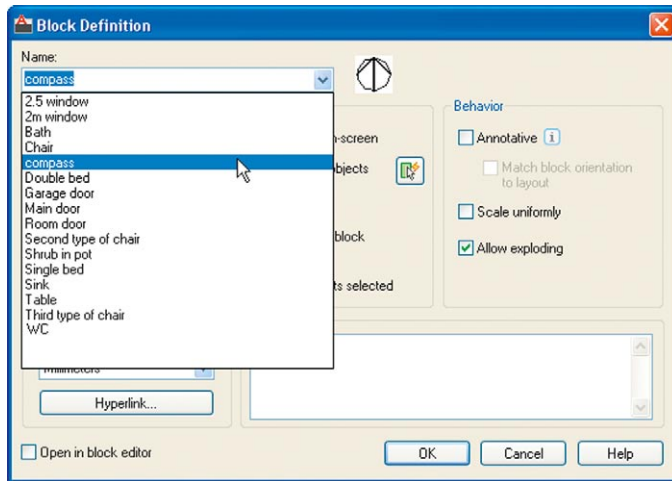 Block Definition
Name:
compass
2.5 window
2m window
Bath
Chair
compass
Double bed
Garage door
Main door
Room door
Second type of chair
Shrub in pot
Single bed
Sink
Table
Third type of chair
WC
block
selected
Behavior
Annotative
Match block orientation
to layout
Scale uniformly
Allow exploding
Millimeters
Hyperlink...
Open in block editor
OK
Cancel
Help